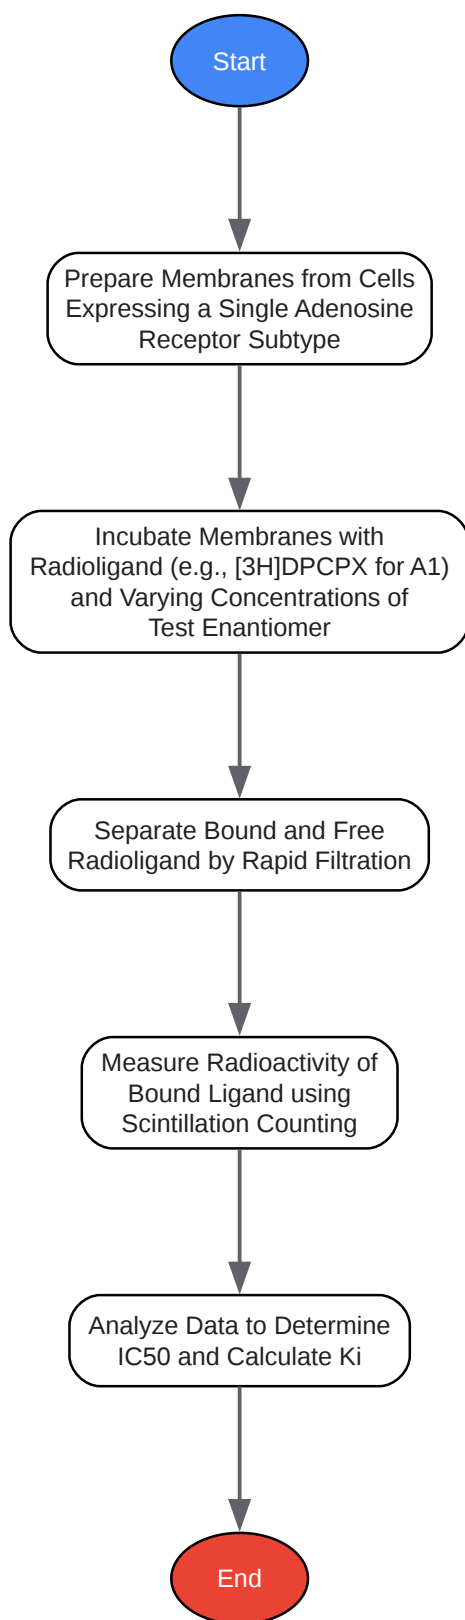 Start
Prepare Membranes from Cells
Expressing a Single Adenosine
Receptor Subtype
Incubate Membranes with
Radioligand (e.g., [3H]DPCPX for A1)
and Varying Concentrations of
Test Enantiomer
Separate Bound and Free
Radioligand by Rapid Filtration
Measure Radioactivity of
Bound Ligand using
Scintillation Counting
Analyze Data to Determine
IC50 and Calculate Ki
End